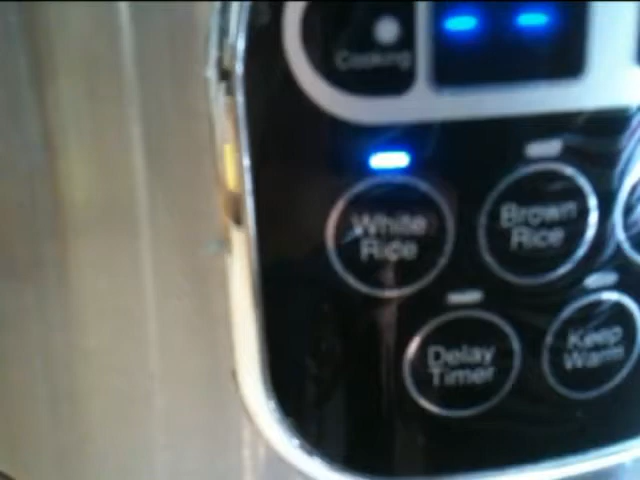 Cooking
White
Rice
Brown
Rice
Delay
Timer
Keep
Warm